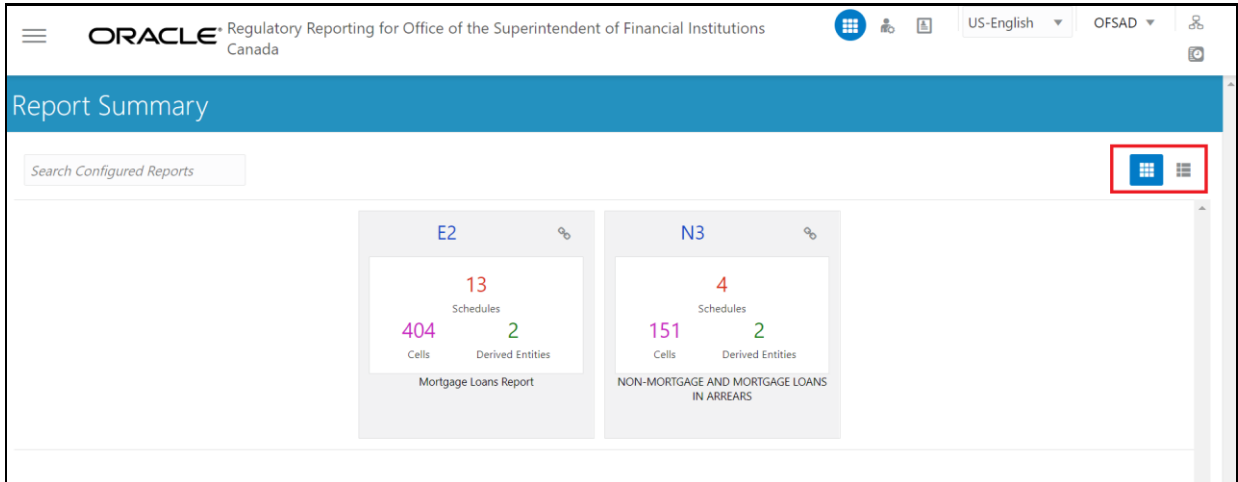 ORACLE® Regulatory Reporting for Office of the Superintendent of Financial Institutions
Canada
US-English
OFSAD
Report Summary
Search Configured Reports
E2
13
Schedules
404
2
Cells
Derived Entities
Mortgage Loans Report
N3
4
Schedules
151
2
Cells
Derived Entities
NON-MORTGAGE AND MORTGAGE LOANS
IN ARREARS